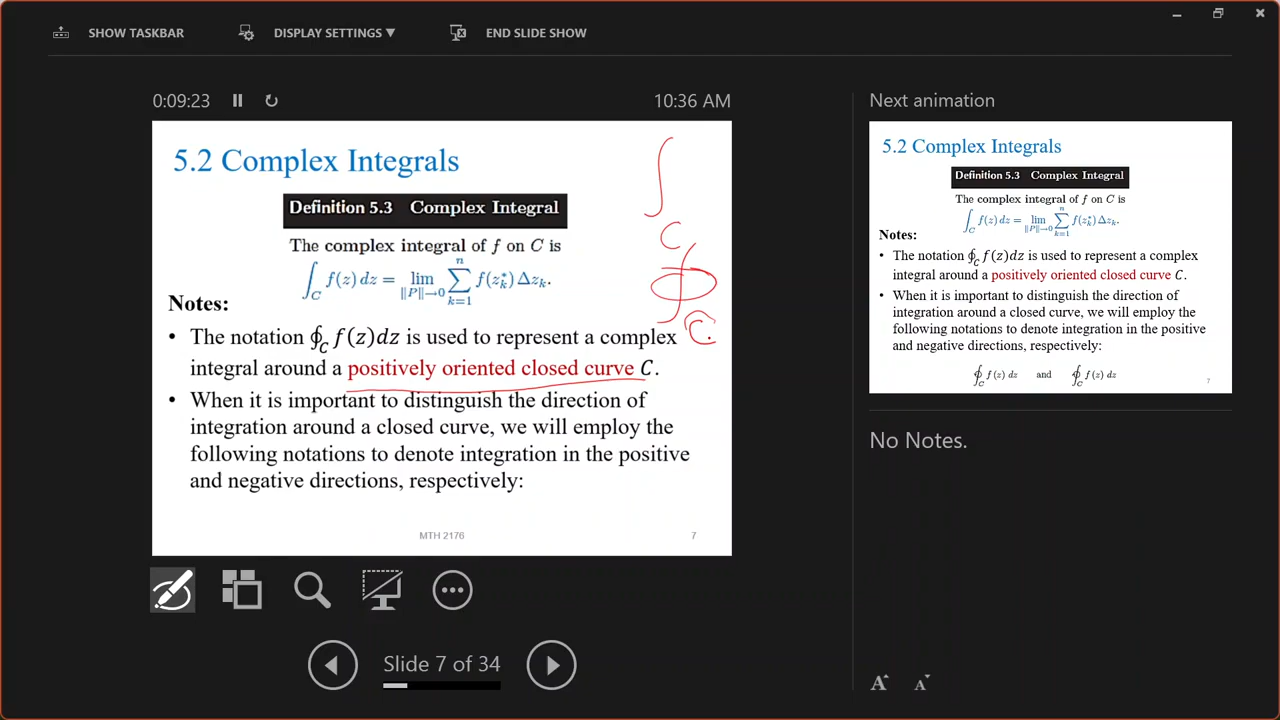 SHOW TASKBAR
DISPLAY SETTINGS ▼
END SLIDE SHOW
0:09:23
10:36 AM
5.2 Complex Integrals
Definition 5.3 Complex Integral
The complex integral of f on C is
∫_C f(z) dz = lim_{‖P‖→0} ∑_{k=1}^{n} f(z_k^*) Δz_k.
Notes:
• The notation ∮_C f(z)dz is used to represent a complex
integral around a positively oriented closed curve C.
• When it is important to distinguish the direction of
integration around a closed curve, we will employ the
following notations to denote integration in the positive
and negative directions, respectively:
MTH 2176
7
∫
C
∮
C
Slide 7 of 34
Next animation
5.2 Complex Integrals
Definition 5.3 Complex Integral
The complex integral of f on C is
∫_C f(z) dz = lim_{‖P‖→0} ∑_{k=1}^{n} f(z_k^*) Δz_k.
Notes:
• The notation ∮_C f(z)dz is used to represent a complex
integral around a positively oriented closed curve C.
• When it is important to distinguish the direction of
integration around a closed curve, we will employ the
following notations to denote integration in the positive
and negative directions, respectively:
∮_C f(z) dz and ∮_C f(z) dz
7
No Notes.
A A